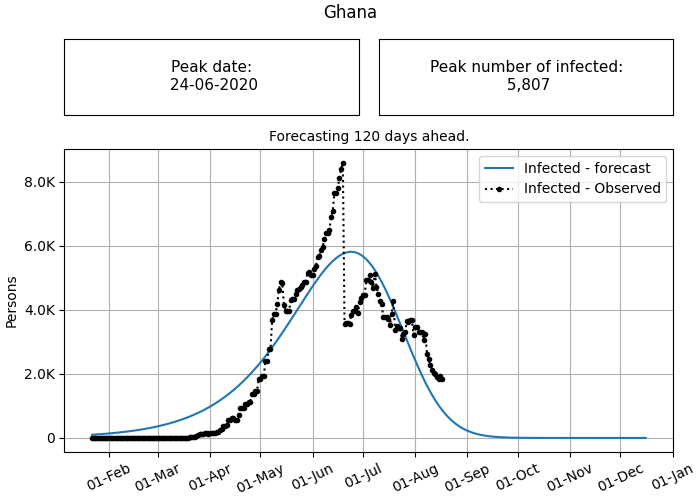 Ghana
Peak date:
24-06-2020
Peak number of infected:
5,807
Forecasting 120 days ahead.
Infected - forecast
Infected - Observed
8.0K
6.0K
4.0K
2.0K
0
Persons
01-Feb
01-Mar
01-Apr
01-May
01-Jun
01-Jul
01-Aug
01-Sep
01-Oct
01-Nov
01-Dec
01-Jan